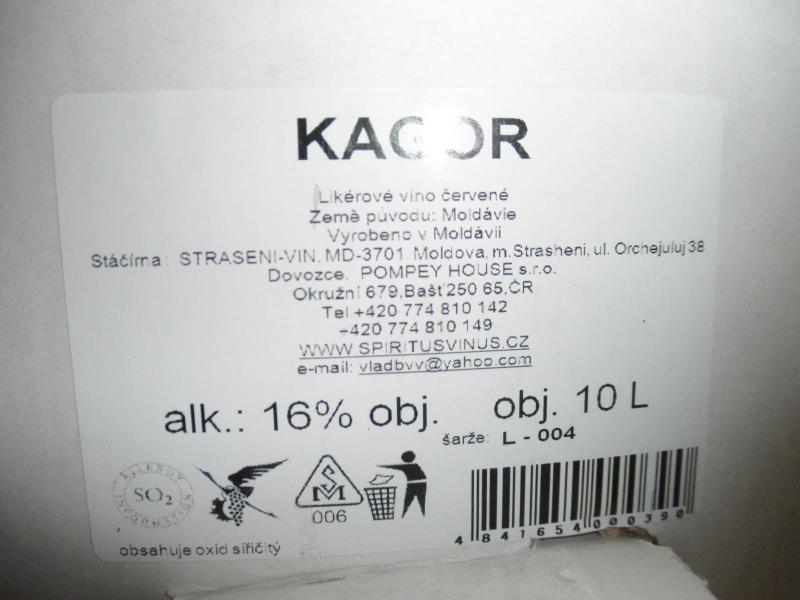 KAGOR
Likérové víno červené
Země původu: Moldávie
Vyrobeno v Moldávii
Stáčírna: STRASENI-VIN. MD-3701. Moldova, m.Strasheni, ul. Orchejuluj 38
Dovozce. POMPEY HOUSE s.r.o.
Okružní 679,Bašť 250 65,ČR
Tel.+420 774 810 142
+420 774 810 149
WWW.SPIRITUSVINUS.CZ
e-mail: vladbvv@yahoo.com
alk.: 16% obj. obj. 10 L
šarže: L - 004
ALLERGY
SO2
INFORMATION
SM
006
4 841654 000390
obsahuje oxid siřičitý